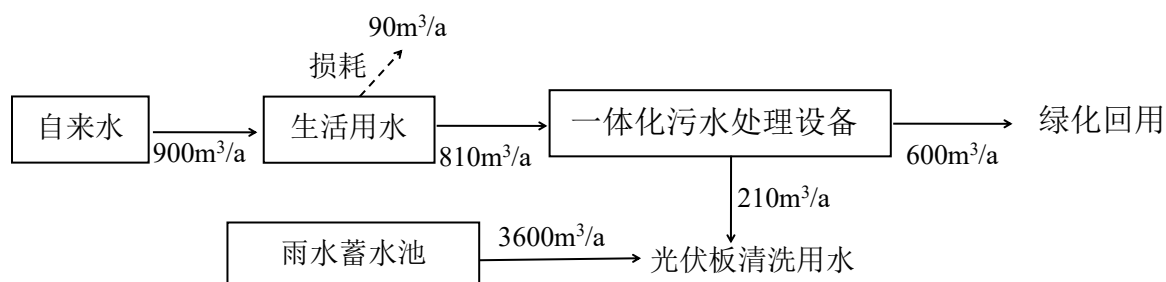 90m³/a
损耗
自来水
900m³/a
生活用水
810m³/a
一体化污水处理设备
600m³/a
绿化回用
210m³/a
雨水蓄水池
3600m³/a
光伏板清洗用水